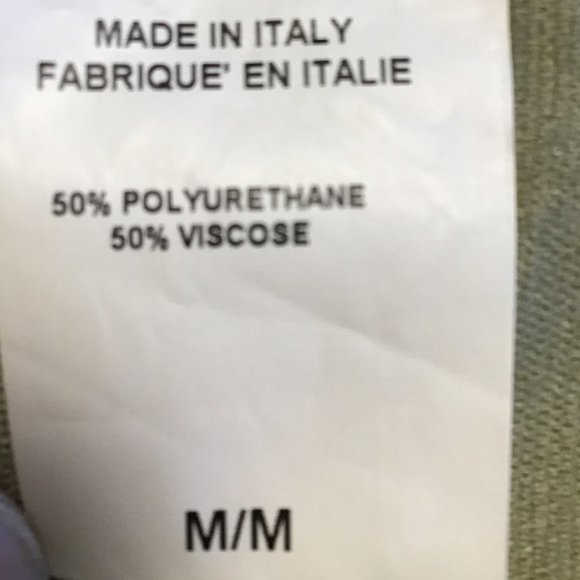 MADE IN ITALY
FABRIQUE' EN ITALIE
50% POLYURETHANE
50% VISCOSE
M/M